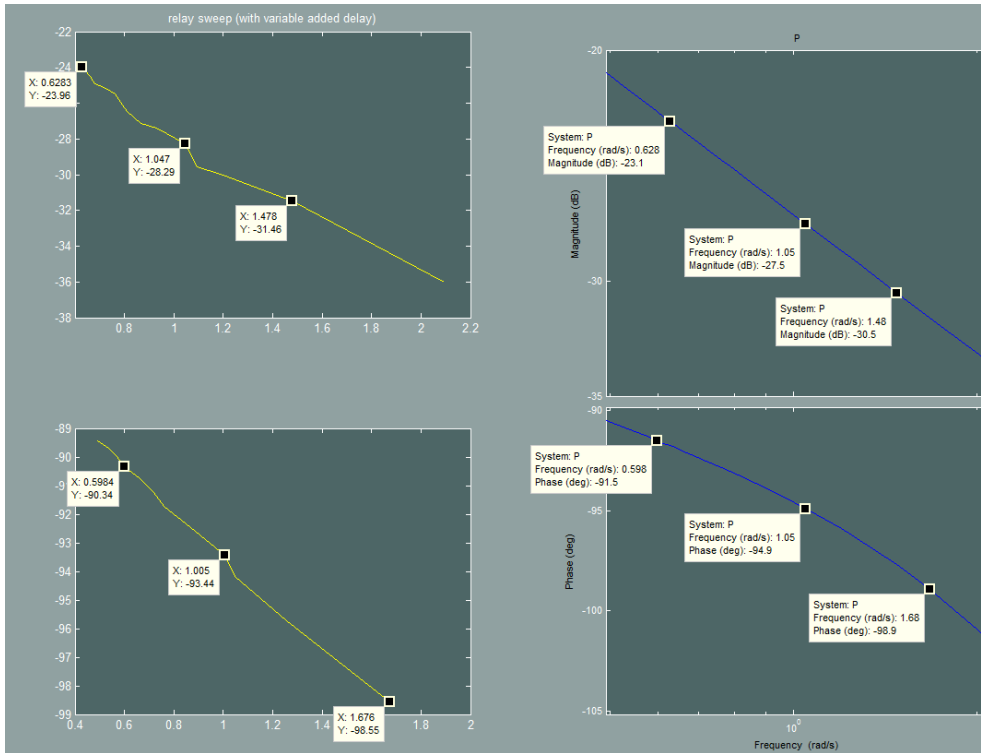 relay sweep (with variable added delay)
-22
-24
-26
-28
-30
-32
-34
-36
-38
X: 0.6283
Y: -23.96
X: 1.047
Y: -28.29
X: 1.478
Y: -31.46
0.8 1 1.2 1.4 1.6 1.8 2 2.2
P
-20
-30
-35
Magnitude (dB)
System: P
Frequency (rad/s): 0.628
Magnitude (dB): -23.1
System: P
Frequency (rad/s): 1.05
Magnitude (dB): -27.5
System: P
Frequency (rad/s): 1.48
Magnitude (dB): -30.5
-89
-90
-91
-92
-93
-94
-95
-96
-97
-98
-99
X: 0.5984
Y: -90.34
X: 1.005
Y: -93.44
X: 1.676
Y: -98.55
0.4 0.6 0.8 1 1.2 1.4 1.6 1.8 2
-90
-95
-100
-105
Phase (deg)
System: P
Frequency (rad/s): 0.598
Phase (deg): -91.5
System: P
Frequency (rad/s): 1.05
Phase (deg): -94.9
System: P
Frequency (rad/s): 1.68
Phase (deg): -98.9
10⁰
Frequency (rad/s)